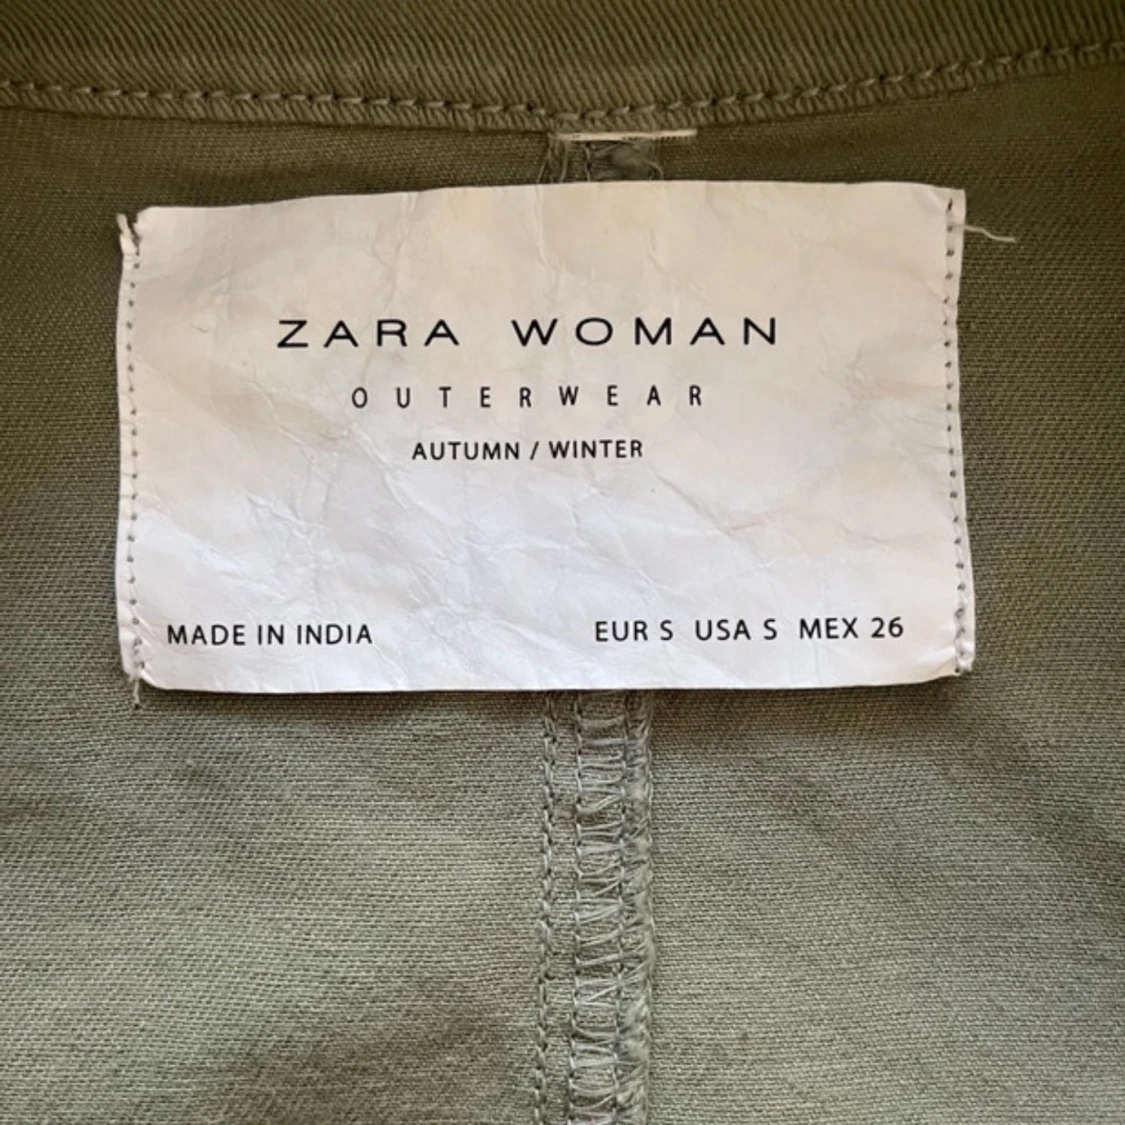 ZARA WOMAN
OUTERWEAR
AUTUMN / WINTER
MADE IN INDIA EUR S USA S MEX 26